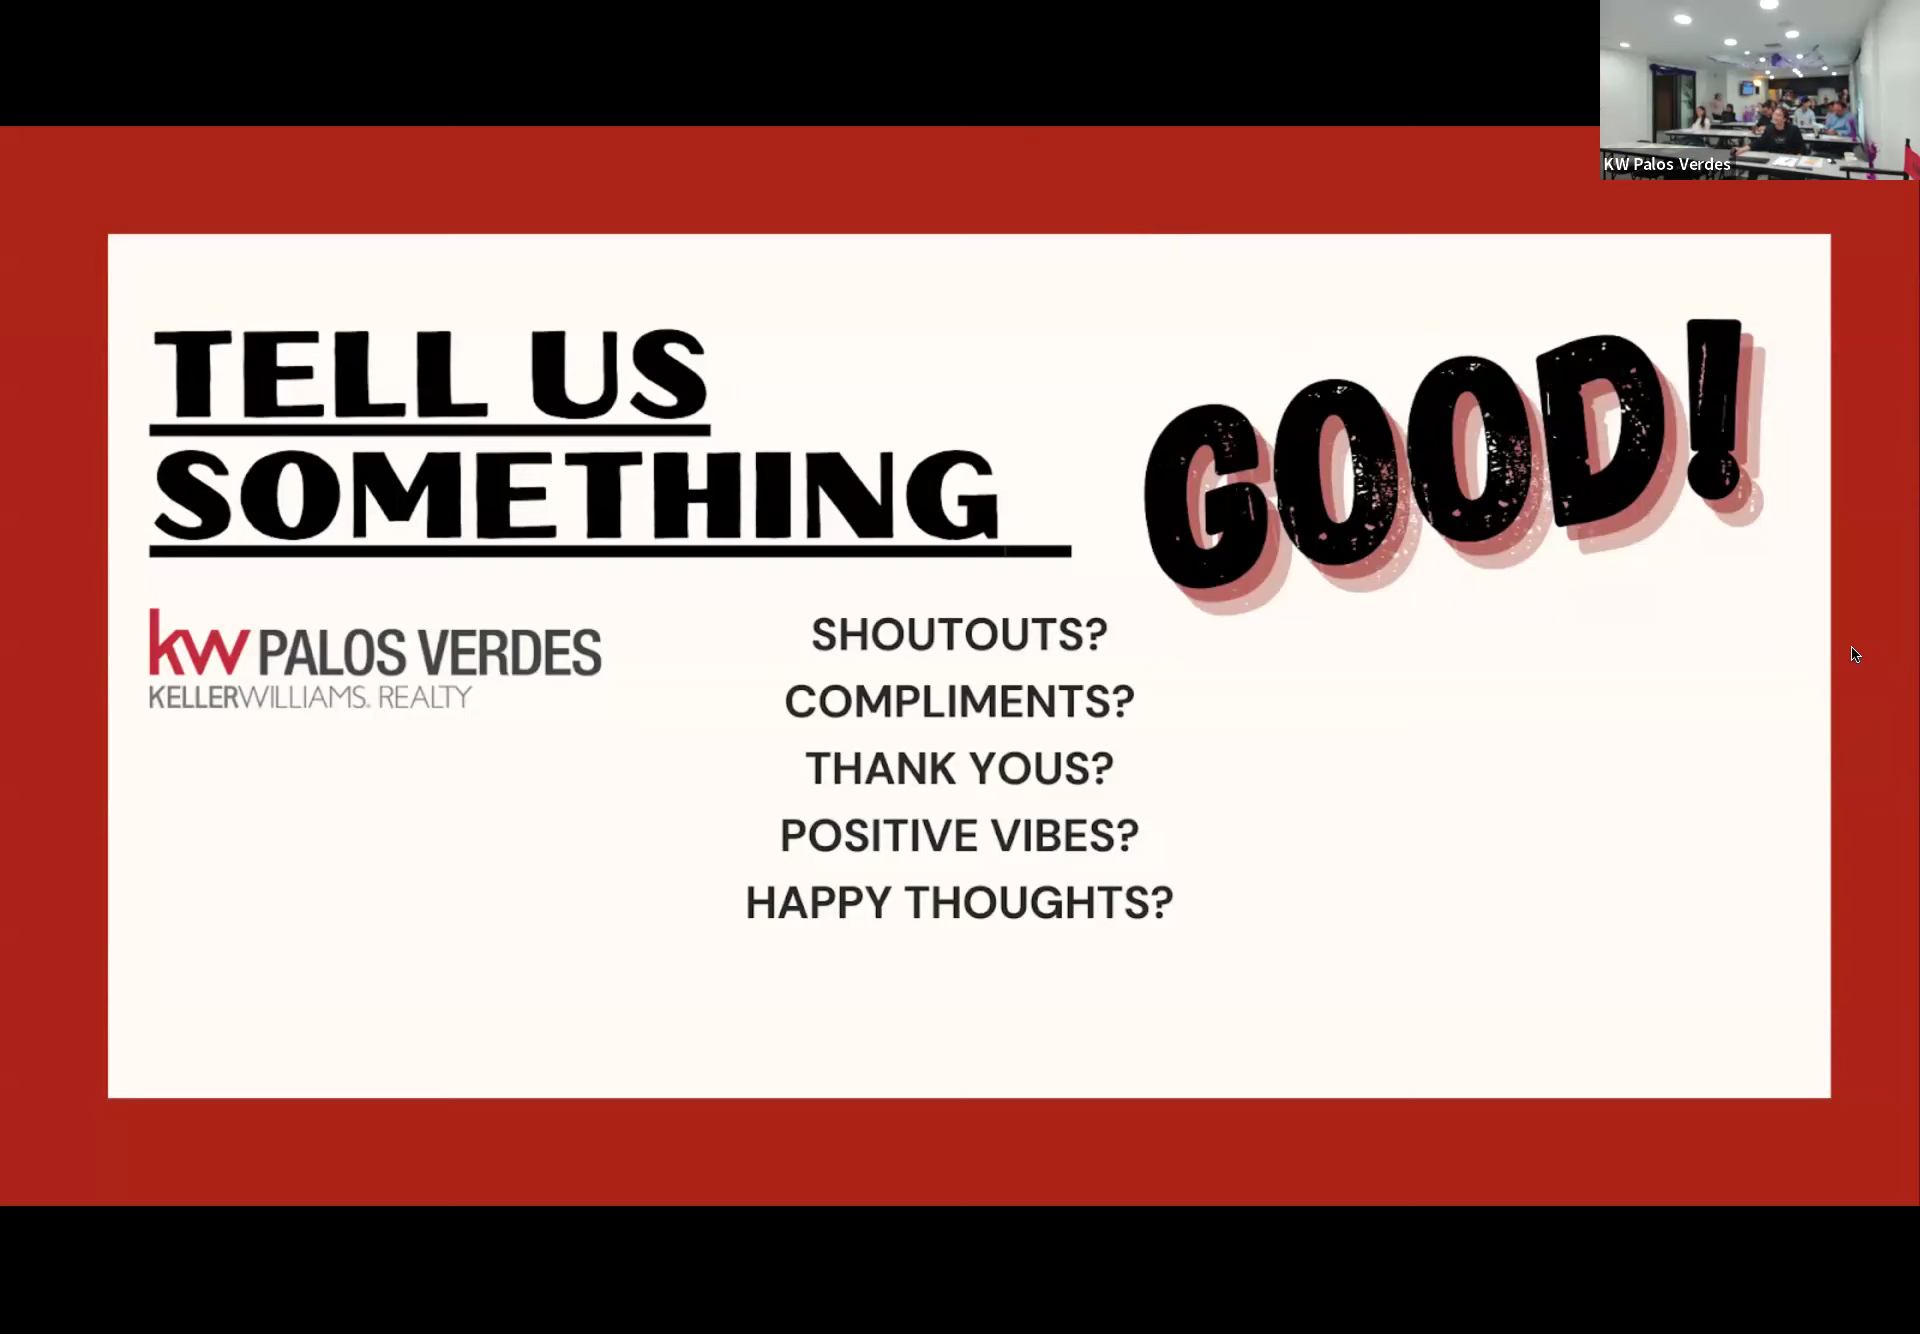 KW Palos Verdes
TELL US
SOMETHING
GOOD!
kw PALOS VERDES
KELLERWILLIAMS. REALTY
SHOUTOUTS?
COMPLIMENTS?
THANK YOUS?
POSITIVE VIBES?
HAPPY THOUGHTS?